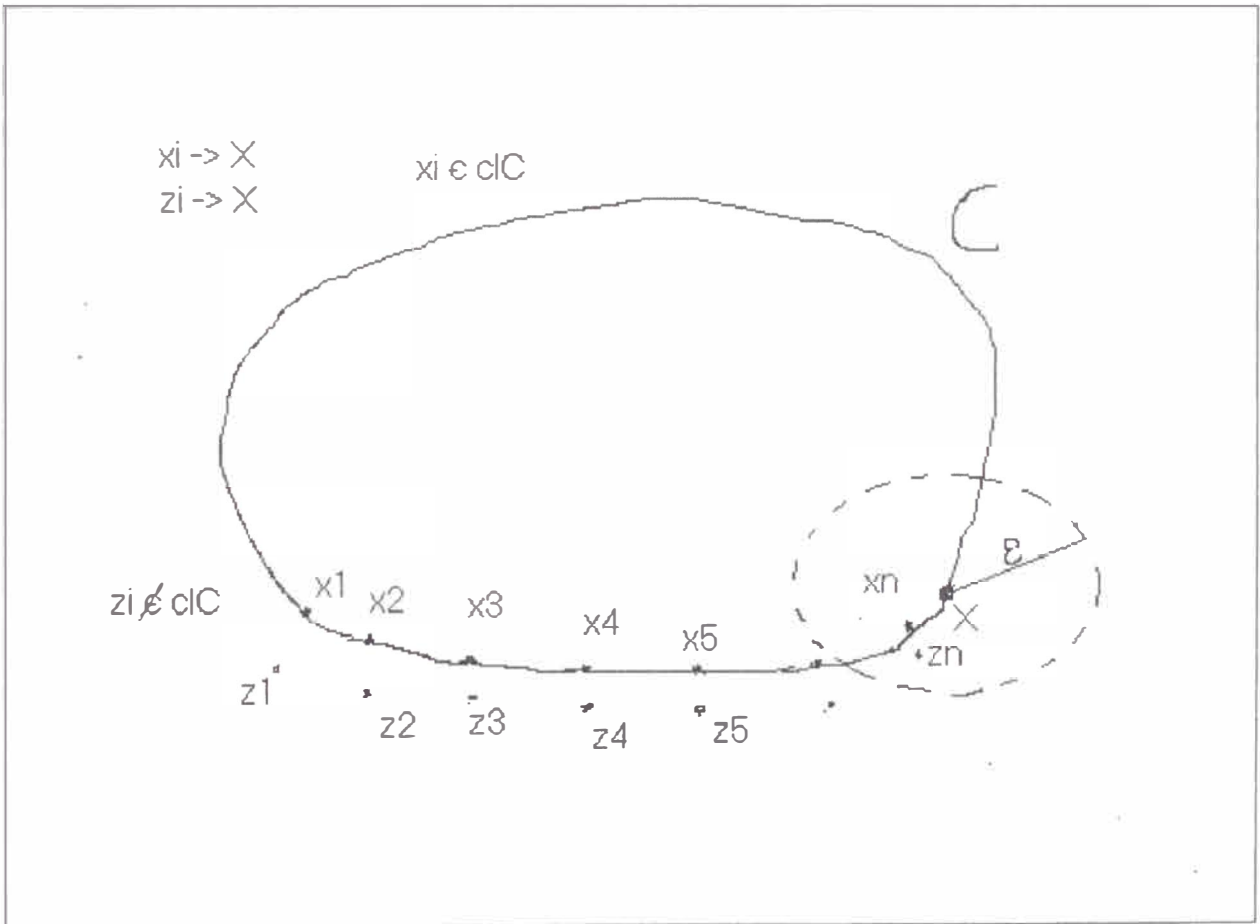 xi -> X
xi є clC
zi -> X
C
ε
x1
xn
x2
x3
zi є̸ clC
x4
X
x5
zn
z1
z2
z3
z4
z5